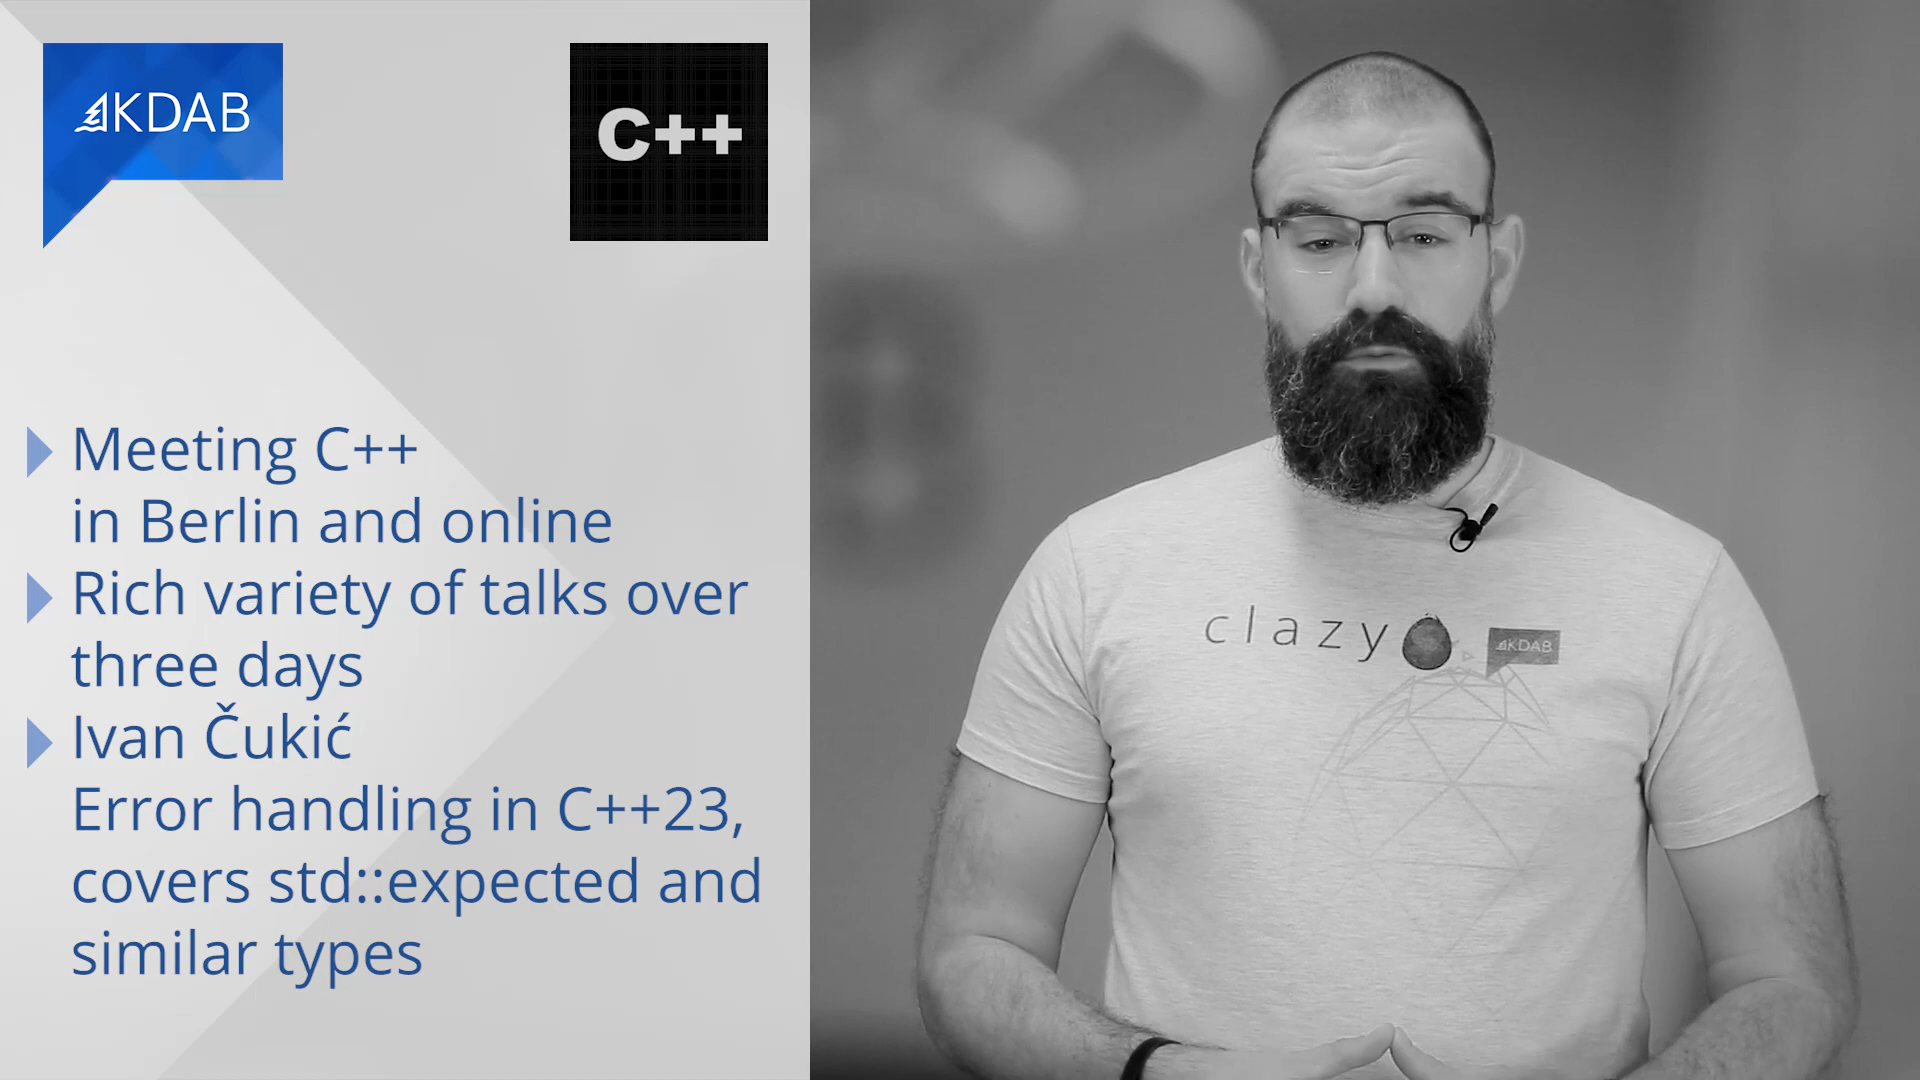 KDAB
C++
Meeting C++
in Berlin and online
Rich variety of talks over
three days
Ivan Čukić
Error handling in C++23,
covers std::expected and
similar types
clazy
KDAB